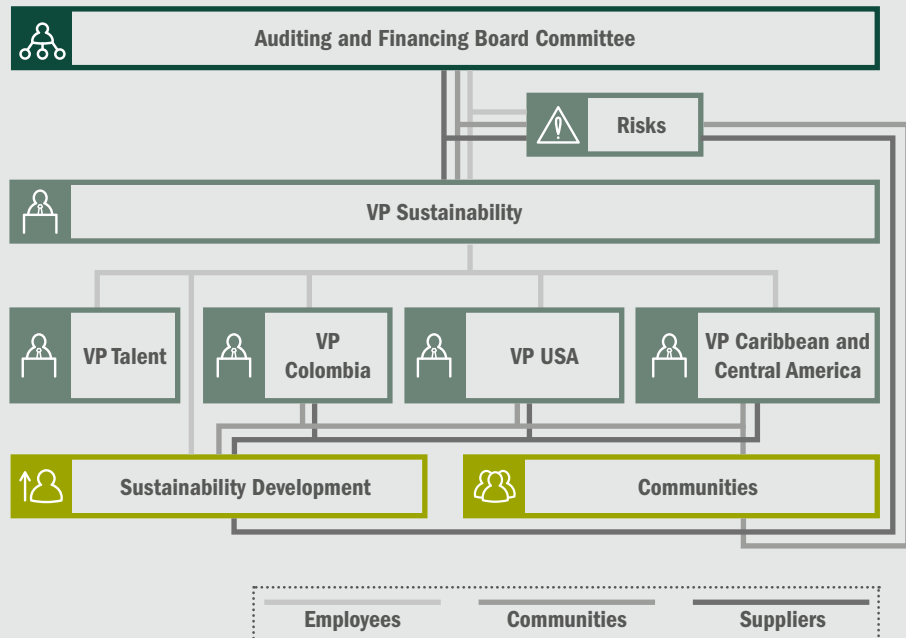 Auditing and Financing Board Committee
Risks
VP Sustainability
VP Talent
VP
Colombia
VP USA
VP Caribbean and
Central America
Sustainability Development
Communities
Employees
Communities
Suppliers